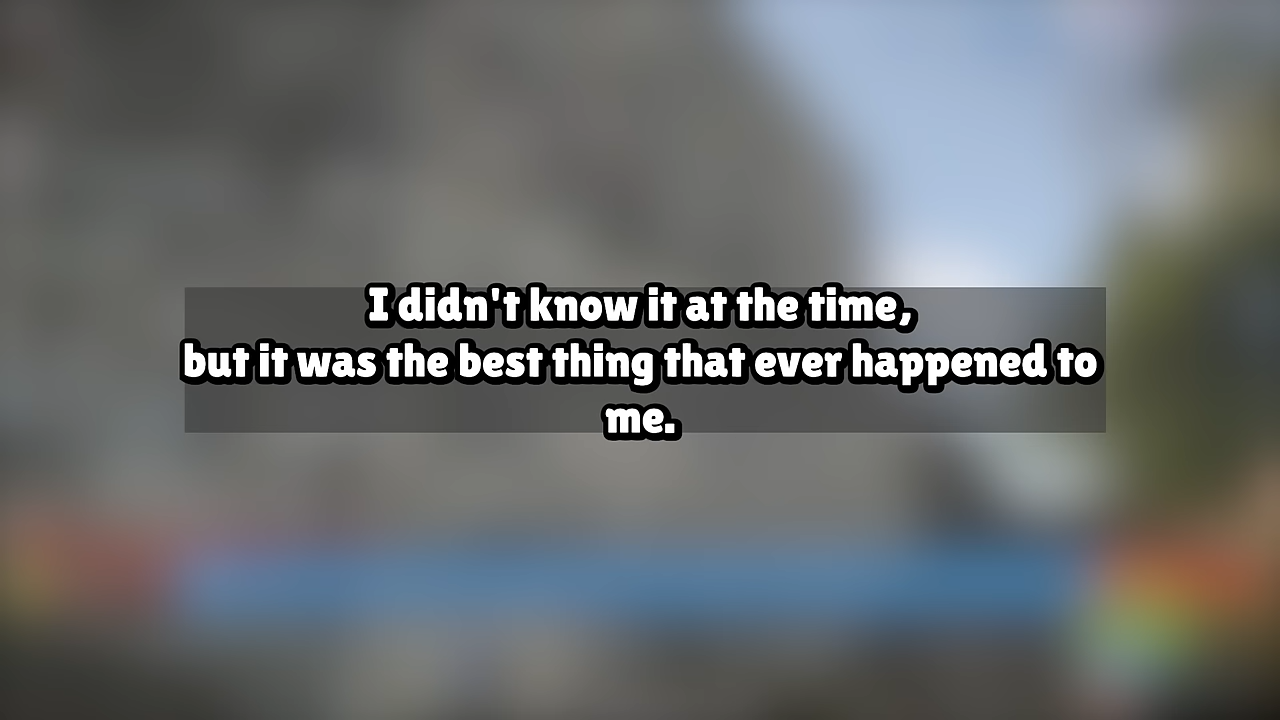 I didn't know it at the time,
but it was the best thing that ever happened to
me.